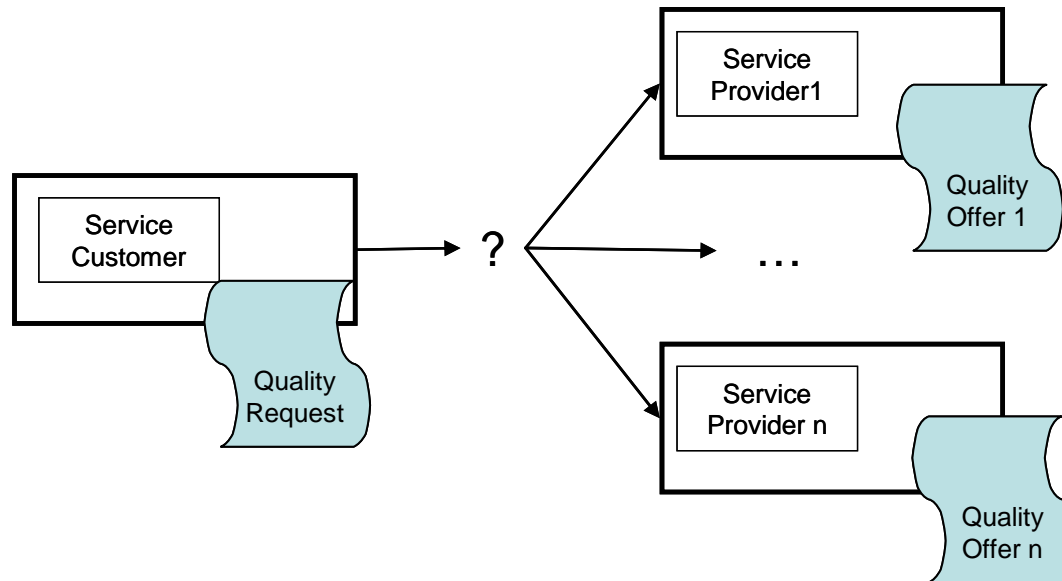 Service
Provider1
Quality
Offer 1
Service
Customer
?
...
Quality
Request
Service
Provider n
Quality
Offer n